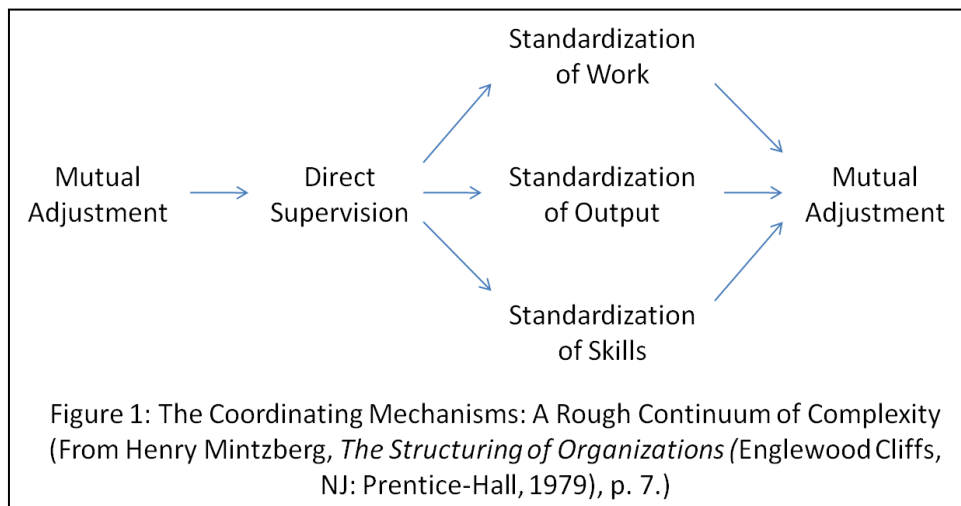 Standardization
of Work
Mutual
Adjustment
Direct
Supervision
Standardization
of Output
Mutual
Adjustment
Standardization
of Skills
Figure 1: The Coordinating Mechanisms: A Rough Continuum of Complexity
(From Henry Mintzberg, The Structuring of Organizations (Englewood Cliffs,
NJ: Prentice-Hall, 1979), p. 7.)